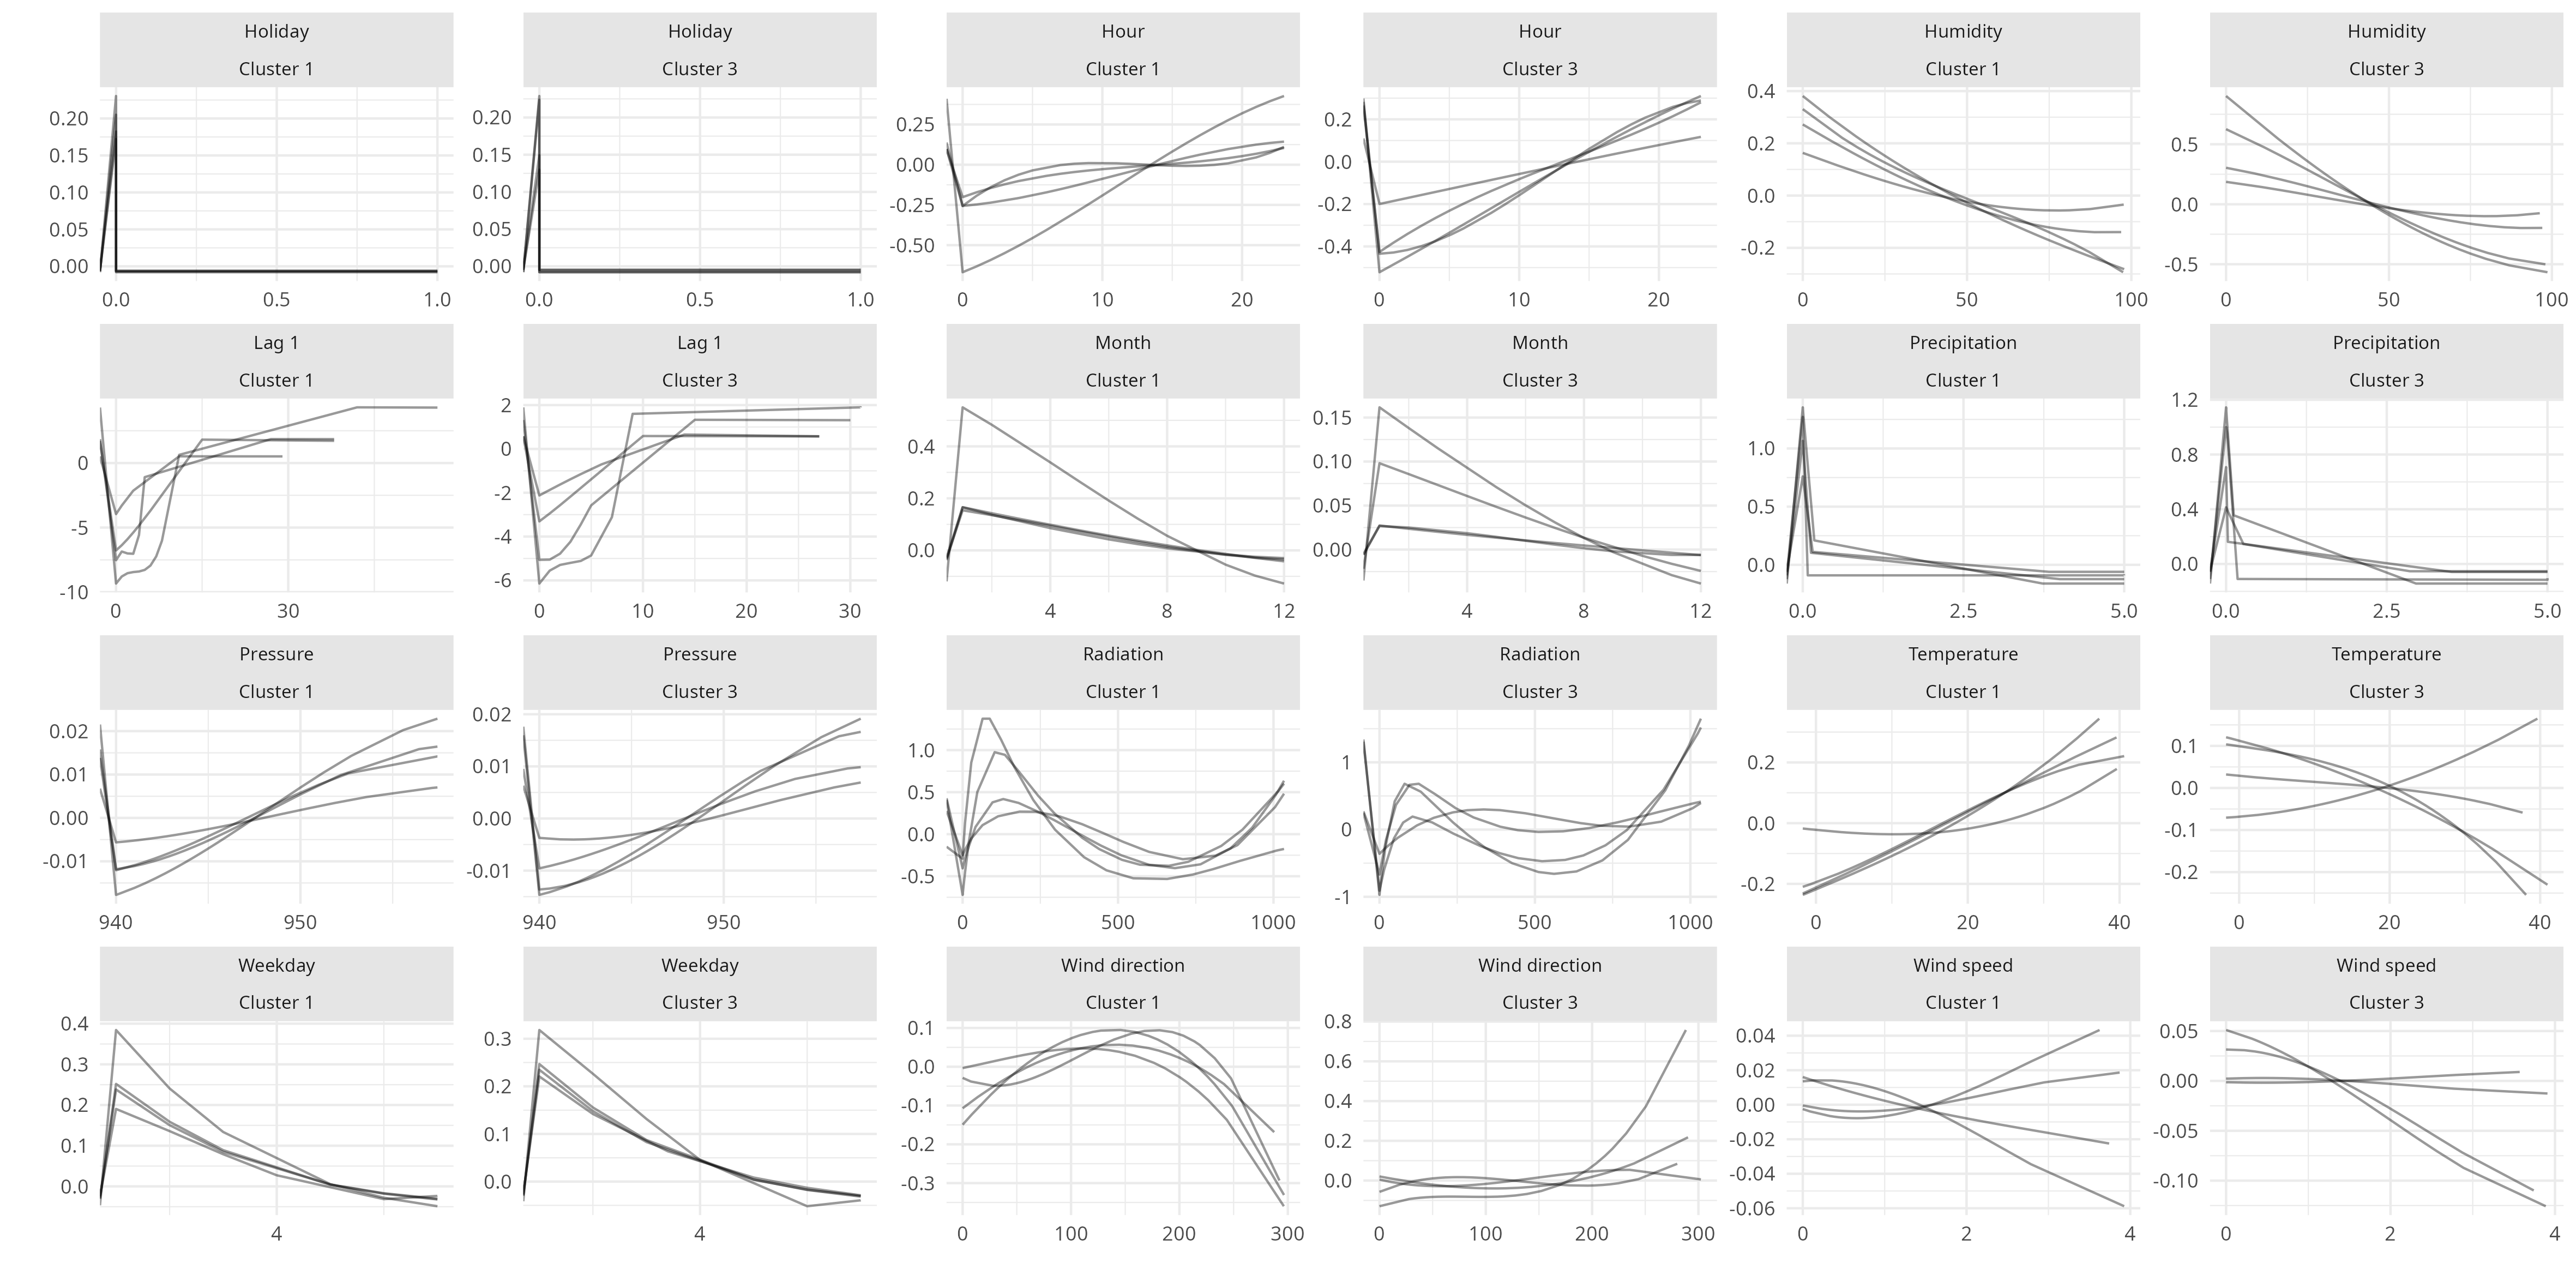 Holiday
Cluster 1
0.20
0.15
0.10
0.05
0.00
0.0 0.5 1.0
Holiday
Cluster 3
0.20
0.15
0.10
0.05
0.00
0.0 0.5 1.0
Hour
Cluster 1
0.25
0.00
-0.25
-0.50
0 10 20
Hour
Cluster 3
0.2
0.0
-0.2
-0.4
0 10 20
Humidity
Cluster 1
0.4
0.2
0.0
-0.2
0 50 100
Humidity
Cluster 3
0.5
0.0
-0.5
0 50 100
Lag 1
Cluster 1
0
-5
-10
0 30
Lag 1
Cluster 3
2
0
-2
-4
-6
0 10 20 30
Month
Cluster 1
0.4
0.2
0.0
4 8 12
Month
Cluster 3
0.15
0.10
0.05
0.00
4 8 12
Precipitation
Cluster 1
1.0
0.5
0.0
0.0 2.5 5.0
Precipitation
Cluster 3
1.2
0.8
0.4
0.0
0.0 2.5 5.0
Pressure
Cluster 1
0.02
0.01
0.00
-0.01
940 950
Pressure
Cluster 3
0.02
0.01
0.00
-0.01
940 950
Radiation
Cluster 1
1.0
0.5
0.0
-0.5
0 500 1000
Radiation
Cluster 3
1
0
-1
0 500 1000
Temperature
Cluster 1
0.2
0.0
-0.2
0 20 40
Temperature
Cluster 3
0.1
0.0
-0.1
-0.2
0 20 40
Weekday
Cluster 1
0.4
0.3
0.2
0.1
0.0
4
Weekday
Cluster 3
0.3
0.2
0.1
0.0
4
Wind direction
Cluster 1
0.1
0.0
-0.1
-0.2
-0.3
0 100 200 300
Wind direction
Cluster 3
0.8
0.6
0.4
0.2
0.0
0 100 200 300
Wind speed
Cluster 1
0.04
0.02
0.00
-0.02
-0.04
-0.06
0 2 4
Wind speed
Cluster 3
0.05
0.00
-0.05
-0.10
0 2 4